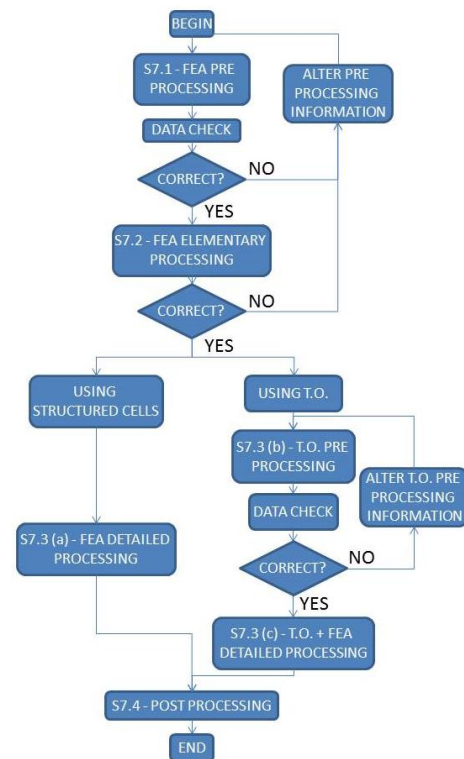 BEGIN
S7.1 - FEA PRE
PROCESSING
ALTER PRE
PROCESSING
INFORMATION
DATA CHECK
CORRECT?
NO
YES
S7.2 - FEA ELEMENTARY
PROCESSING
CORRECT?
NO
YES
USING
STRUCTURED CELLS
USING T.O.
S7.3 (b) - T.O. PRE
PROCESSING
ALTER T.O. PRE
PROCESSING
INFORMATION
DATA CHECK
S7.3 (a) - FEA DETAILED
PROCESSING
CORRECT?
NO
YES
S7.3 (c) - T.O. + FEA
DETAILED PROCESSING
S7.4 - POST PROCESSING
END